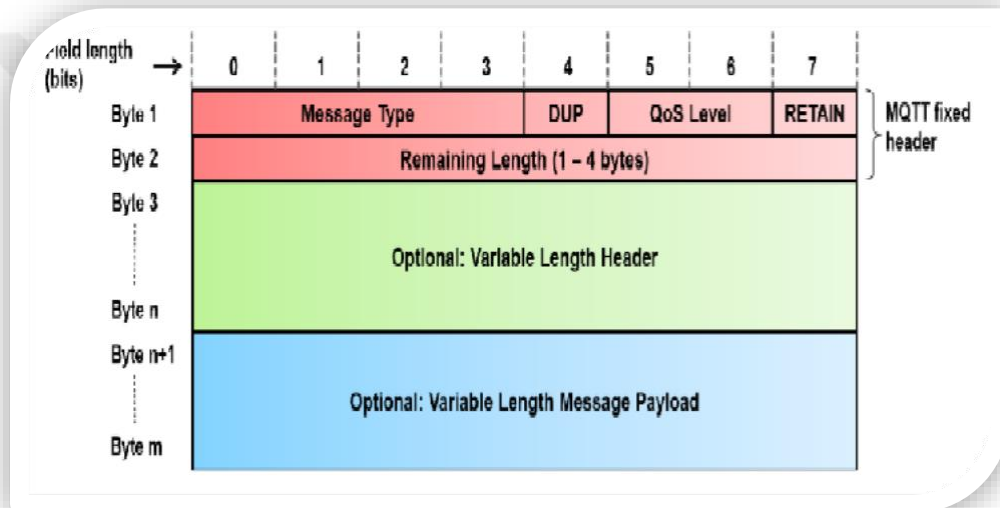 Field length
(bits)
→ 0 1 2 3 4 5 6 7
Byte 1 Message Type DUP QoS Level RETAIN
MQTT fixed
header
Byte 2 Remaining Length (1 – 4 bytes)
Byte 3
Optional: Variable Length Header
Byte n
Byte n+1
Optional: Variable Length Message Payload
Byte m